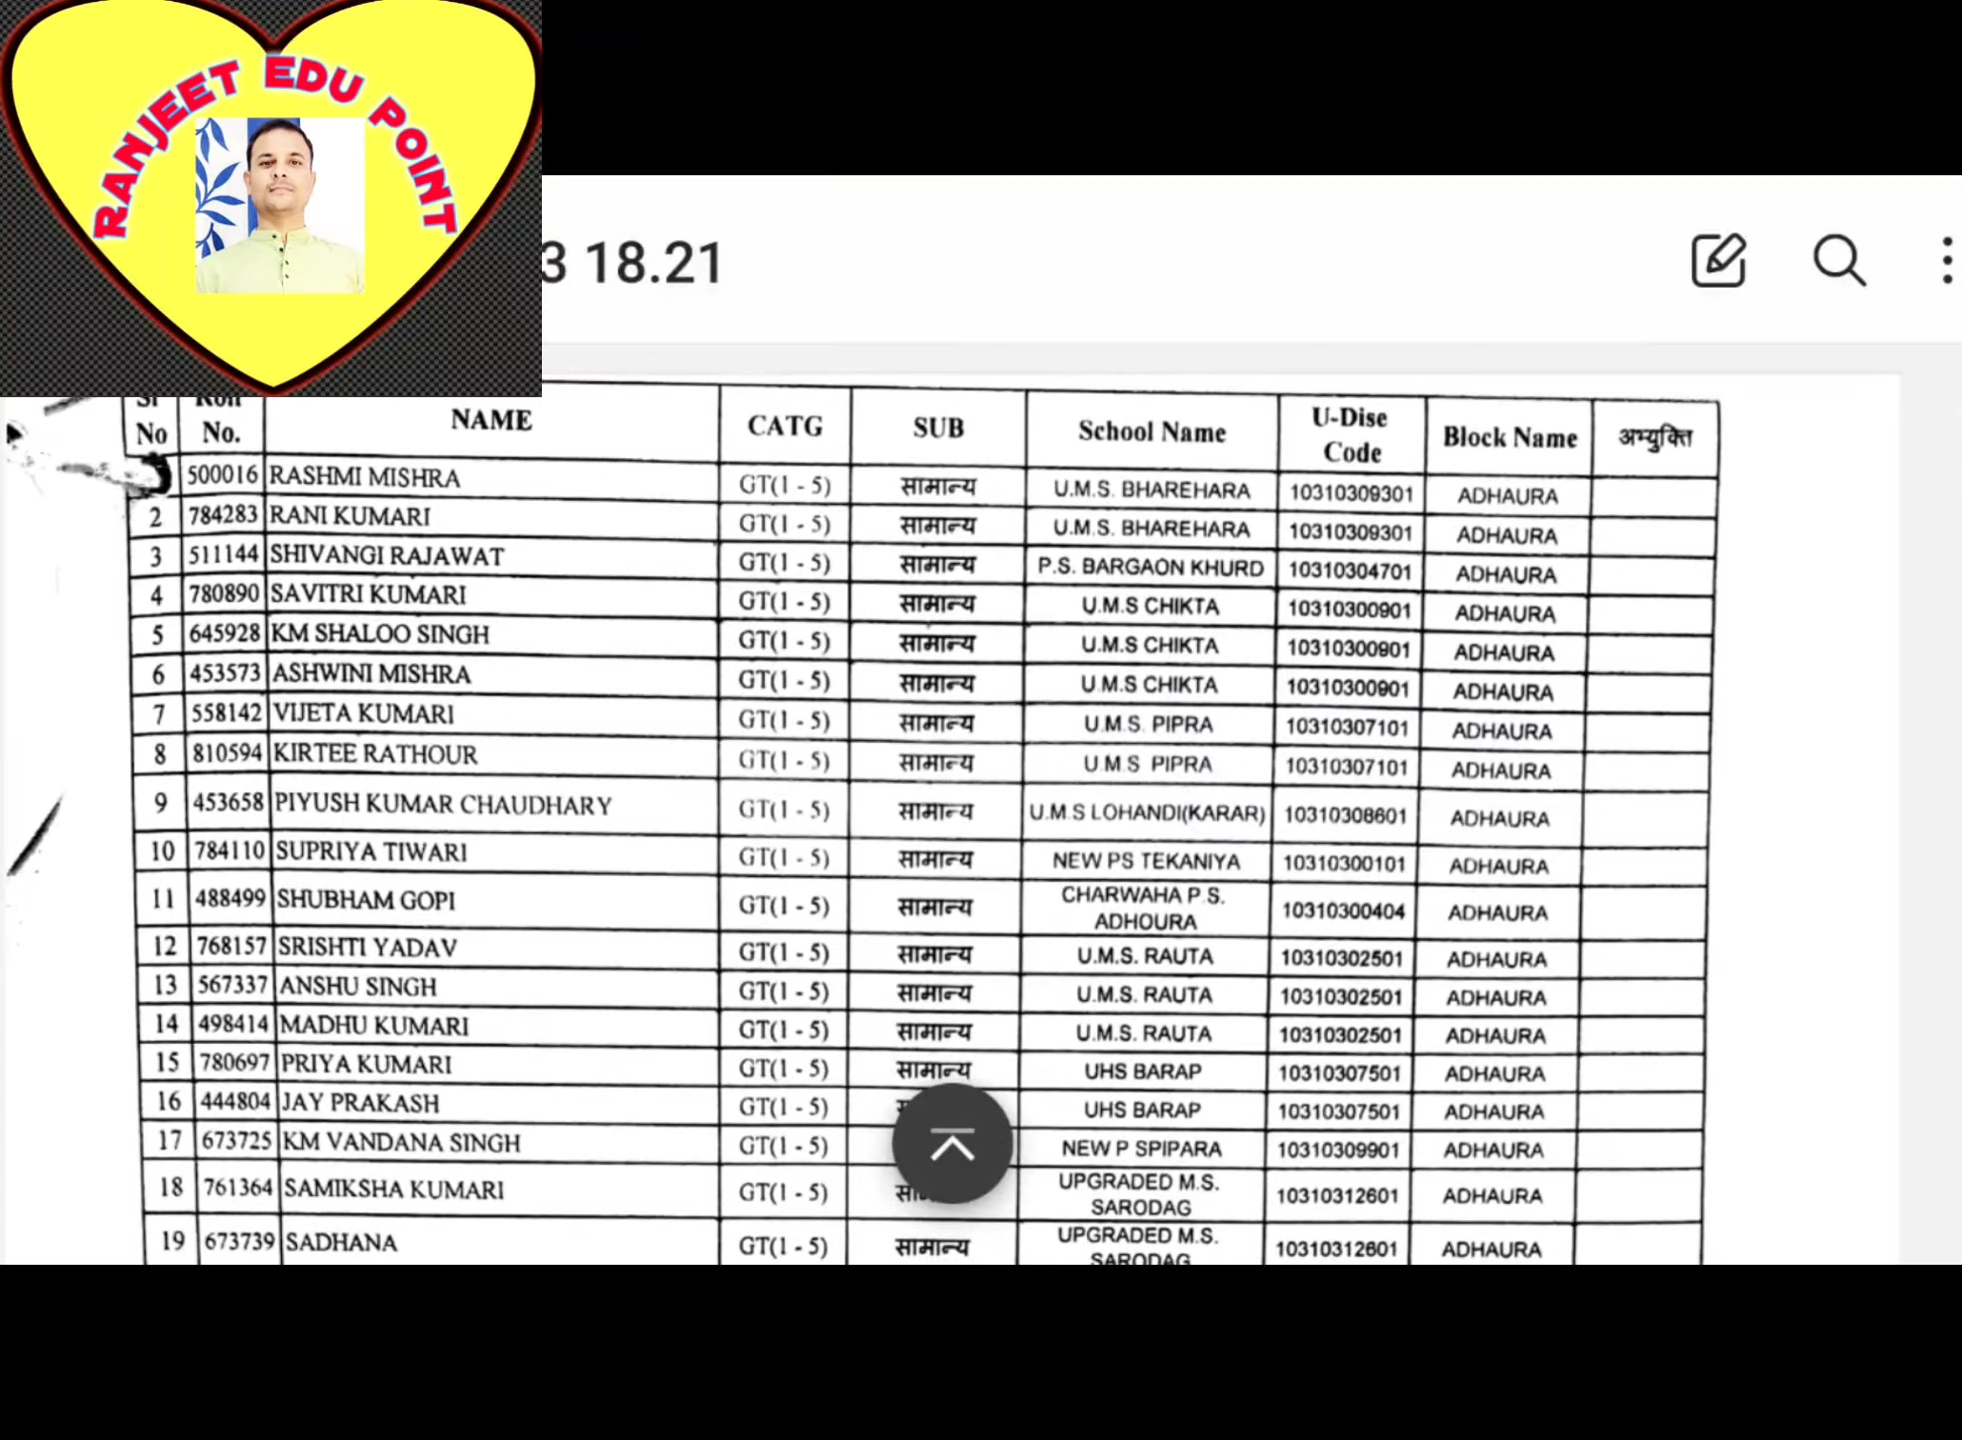 RANJEET EDU POINT
3 18.21
Sr No Roll No. NAME CATG SUB School Name U-Dise Code Block Name अभ्युक्ति
500016 RASHMI MISHRA GT(1 - 5) सामान्य U.M.S. BHAREHARA 10310309301 ADHAURA
2 784283 RANI KUMARI GT(1 - 5) सामान्य U.M.S. BHAREHARA 10310309301 ADHAURA
3 511144 SHIVANGI RAJAWAT GT(1 - 5) सामान्य P.S. BARGAON KHURD 10310304701 ADHAURA
4 780890 SAVITRI KUMARI GT(1 - 5) सामान्य U.M.S CHIKTA 10310300901 ADHAURA
5 645928 KM SHALOO SINGH GT(1 - 5) सामान्य U.M.S CHIKTA 10310300901 ADHAURA
6 453573 ASHWINI MISHRA GT(1 - 5) सामान्य U.M.S CHIKTA 10310300901 ADHAURA
7 558142 VIJETA KUMARI GT(1 - 5) सामान्य U.M.S. PIPRA 10310307101 ADHAURA
8 810594 KIRTEE RATHOUR GT(1 - 5) सामान्य U.M.S PIPRA 10310307101 ADHAURA
9 453658 PIYUSH KUMAR CHAUDHARY GT(1 - 5) सामान्य U.M.S LOHANDI(KARAR) 10310308601 ADHAURA
10 784110 SUPRIYA TIWARI GT(1 - 5) सामान्य NEW PS TEKANIYA 10310300101 ADHAURA
11 488499 SHUBHAM GOPI GT(1 - 5) सामान्य CHARWAHA P.S. ADHOURA 10310300404 ADHAURA
12 768157 SRISHTI YADAV GT(1 - 5) सामान्य U.M.S. RAUTA 10310302501 ADHAURA
13 567337 ANSHU SINGH GT(1 - 5) सामान्य U.M.S. RAUTA 10310302501 ADHAURA
14 498414 MADHU KUMARI GT(1 - 5) सामान्य U.M.S. RAUTA 10310302501 ADHAURA
15 780697 PRIYA KUMARI GT(1 - 5) सामान्य UHS BARAP 10310307501 ADHAURA
16 444804 JAY PRAKASH GT(1 - 5) UHS BARAP 10310307501 ADHAURA
17 673725 KM VANDANA SINGH GT(1 - 5) NEW P SPIPARA 10310309901 ADHAURA
18 761364 SAMIKSHA KUMARI GT(1 - 5) UPGRADED M.S. SARODAG 10310312601 ADHAURA
19 673739 SADHANA GT(1 - 5) सामान्य UPGRADED M.S. SARODAG 10310312601 ADHAURA